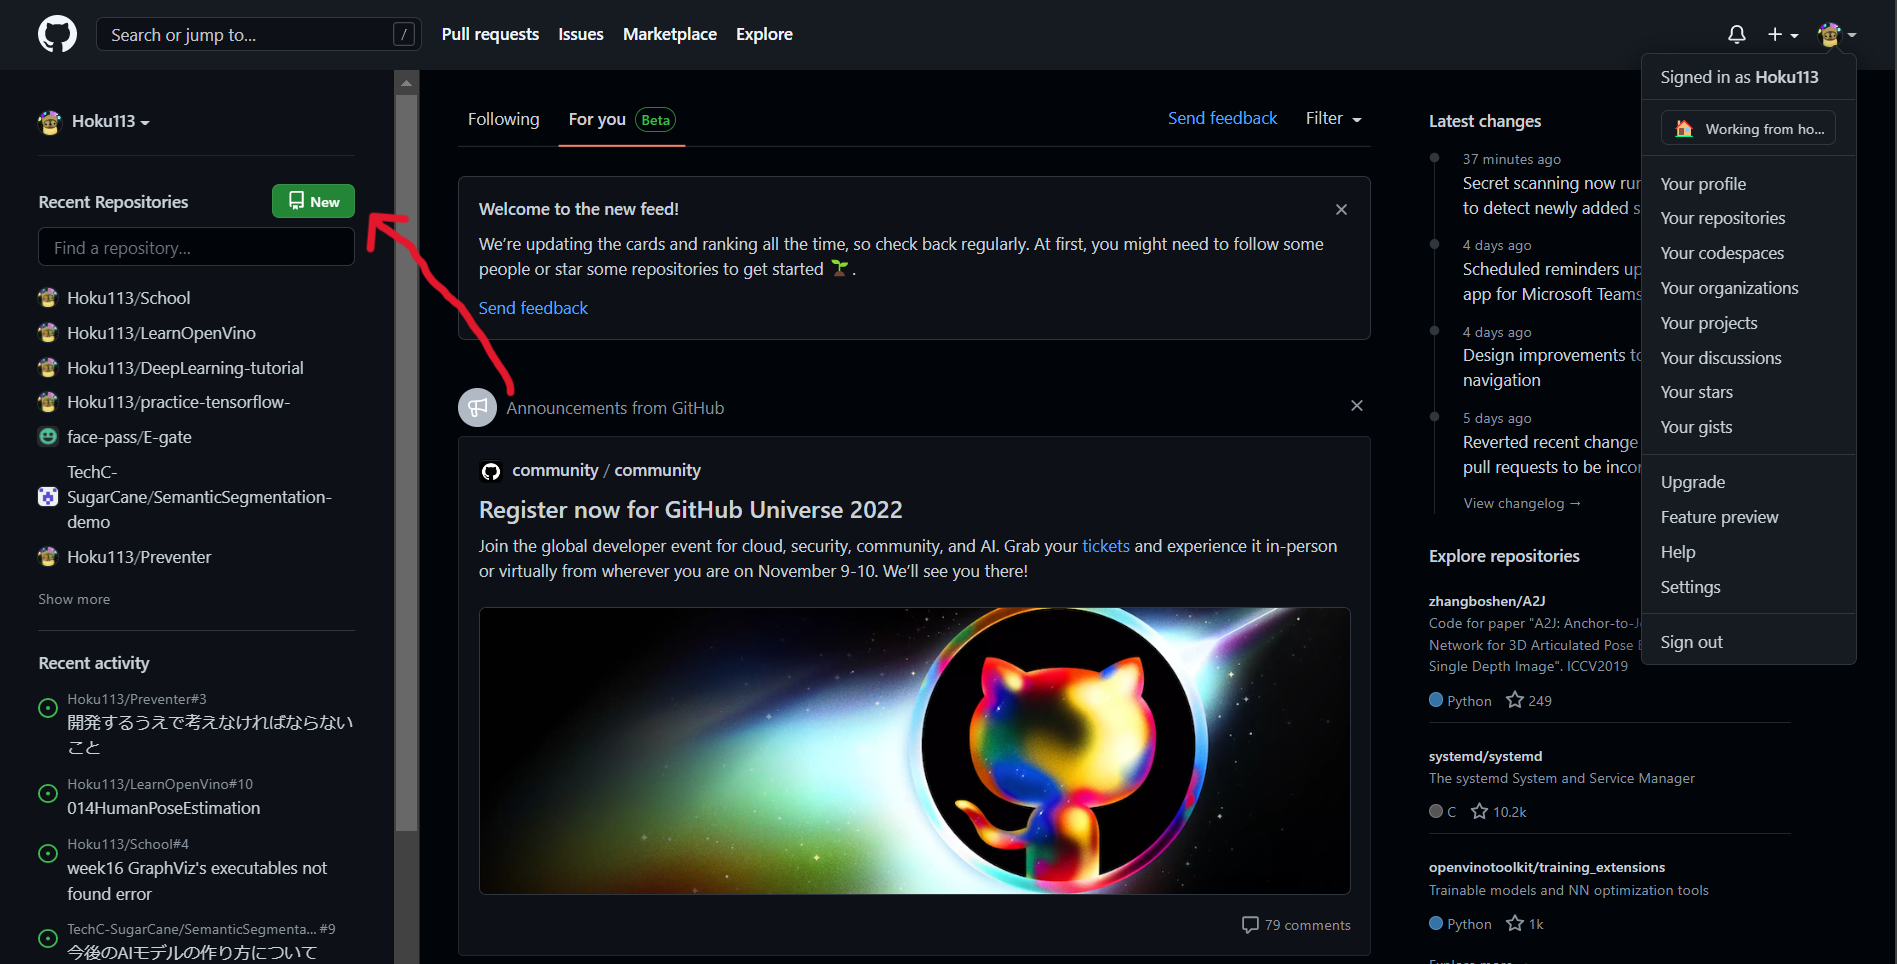 Search or jump to...
/
Pull requests
Issues
Marketplace
Explore
Signed in as Hoku113
Working from ho...
Your profile
Your repositories
Your codespaces
Your organizations
Your projects
Your discussions
Your stars
Your gists
Upgrade
Feature preview
Help
Settings
Sign out
Hoku113
Recent Repositories
New
Find a repository...
Hoku113/School
Hoku113/LearnOpenVino
Hoku113/DeepLearning-tutorial
Hoku113/practice-tensorflow-
face-pass/E-gate
TechC-
SugarCane/SemanticSegmentation-
demo
Hoku113/Preventer
Show more
Recent activity
Hoku113/Preventer#3
開発するうえで考えなければならない
こと
Hoku113/LearnOpenVino#10
014HumanPoseEstimation
Hoku113/School#4
week16 GraphViz's executables not
found error
TechC-SugarCane/SemanticSegmenta... #9
今後のAIモデルの作り方について
Following
For you
Beta
Send feedback
Filter
Welcome to the new feed!
We're updating the cards and ranking all the time, so check back regularly. At first, you might need to follow some
people or star some repositories to get started .
Send feedback
Announcements from GitHub
community / community
Register now for GitHub Universe 2022
Join the global developer event for cloud, security, community, and AI. Grab your tickets and experience it in-person
or virtually from wherever you are on November 9-10. We'll see you there!
79 comments
Latest changes
37 minutes ago
Secret scanning now
to detect newly added
4 days ago
Scheduled reminders
app for Microsoft Teams
4 days ago
Design improvements
navigation
5 days ago
Reverted recent change
pull requests to be
View changelog →
Explore repositories
zhangboshen/A2J
Code for paper "A2J: Anchor-to-
Network for 3D Articulated Pose
Single Depth Image". ICCV2019
Python 249
systemd/systemd
The systemd System and Service Manager
C 10.2k
openvinotoolkit/training_extensions
Trainable models and NN optimization tools
Python 1k